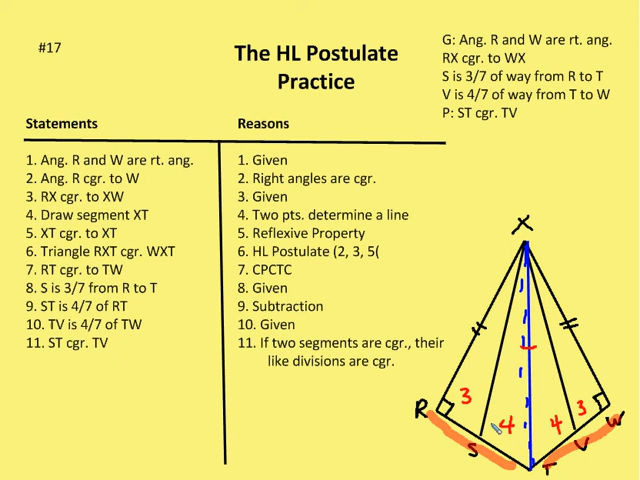 #17
The HL Postulate
Practice
G: Ang. R and W are rt. ang.
RX cgr. to WX
S is 3/7 of way from R to T
V is 4/7 of way from T to W
P: ST cgr. TV
Statements
Reasons
1. Ang. R and W are rt. ang.
2. Ang. R cgr. to W
3. RX cgr. to XW
4. Draw segment XT
5. XT cgr. to XT
6. Triangle RXT cgr. WXT
7. RT cgr. to TW
8. S is 3/7 from R to T
9. ST is 4/7 of RT
10. TV is 4/7 of TW
11. ST cgr. TV
1. Given
2. Right angles are cgr.
3. Given
4. Two pts. determine a line
5. Reflexive Property
6. HL Postulate (2, 3, 5(
7. CPCTC
8. Given
9. Subtraction
10. Given
11. If two segments are cgr., their
like divisions are cgr.
X
3
3
R
4
4
W
S
V
T